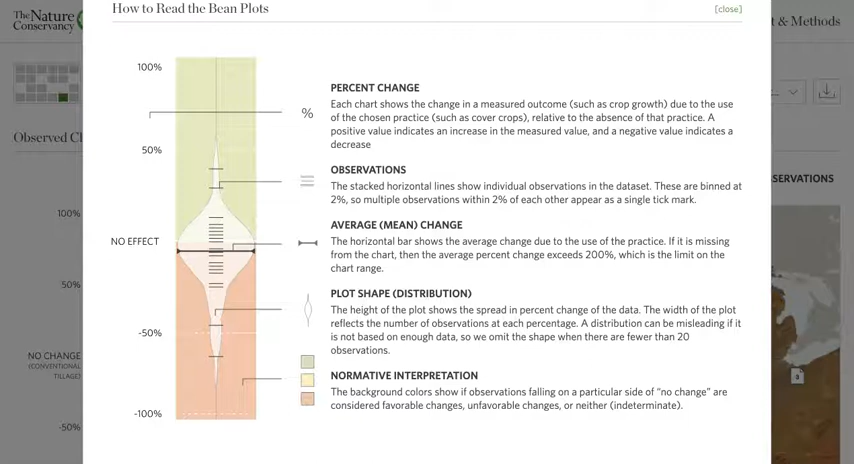 How to Read the Bean Plots
[close]
The Nature
Conservancy
& Methods
100%
50%
NO EFFECT
-50%
-100%
%
PERCENT CHANGE
Each chart shows the change in a measured outcome (such as crop growth) due to the use
of the chosen practice (such as cover crops), relative to the absence of that practice. A
positive value indicates an increase in the measured value, and a negative value indicates a
decrease
OBSERVATIONS
The stacked horizontal lines show individual observations in the dataset. These are binned at
2%, so multiple observations within 2% of each other appear as a single tick mark.
AVERAGE (MEAN) CHANGE
The horizontal bar shows the average change due to the use of the practice. If it is missing
from the chart, then the average percent change exceeds 200%, which is the limit on the
chart range.
PLOT SHAPE (DISTRIBUTION)
The height of the plot shows the spread in percent change of the data. The width of the plot
reflects the number of observations at each percentage. A distribution can be misleading if it
is not based on enough data, so we omit the shape when there are fewer than 20
observations.
NORMATIVE INTERPRETATION
The background colors show if observations falling on a particular side of “no change” are
considered favorable changes, unfavorable changes, or neither (indeterminate).
Observed
100%
50%
NO CHANGE
(CONVENTIONAL
TILLAGE)
-50%
SERVATIONS
3